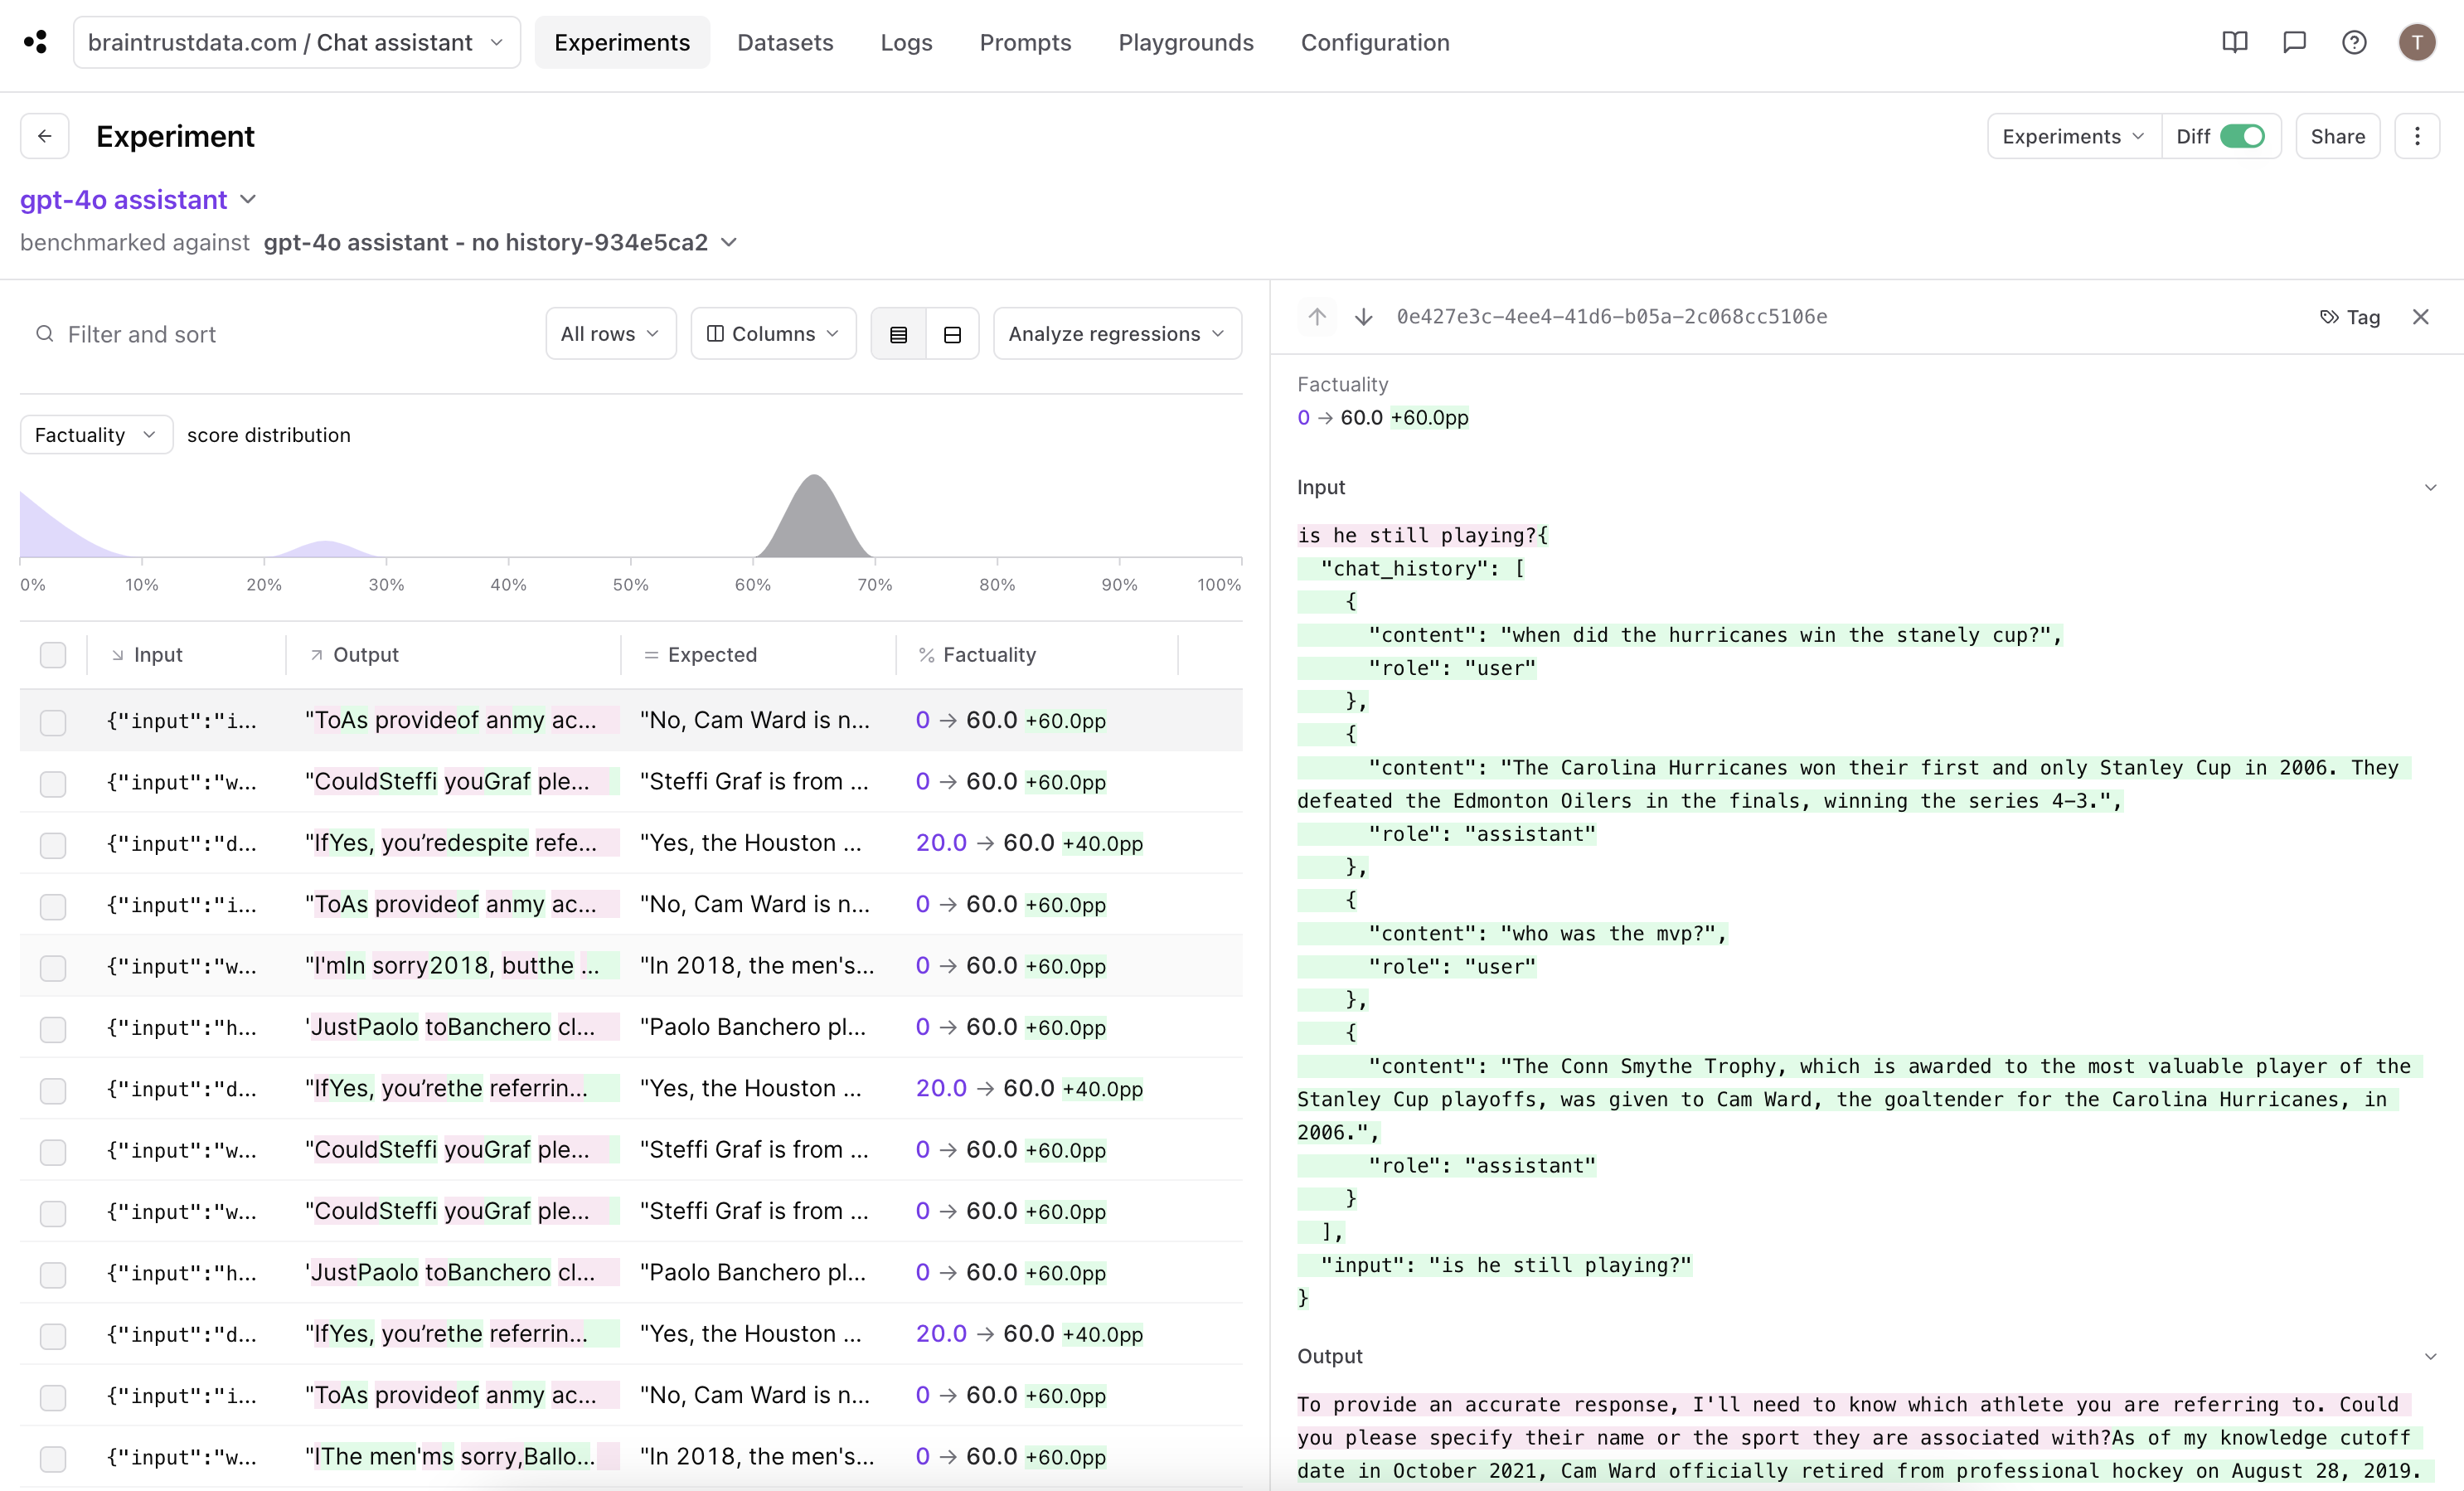 braintrustdata.com / Chat assistant
Experiments
Datasets
Logs
Prompts
Playgrounds
Configuration
T
Experiment
Experiments
Diff
Share
gpt-4o assistant
benchmarked against gpt-4o assistant - no history-934e5ca2
Filter and sort
All rows
Columns
Analyze regressions
Factuality score distribution
0% 10% 20% 30% 40% 50% 60% 70% 80% 90% 100%
Input Output Expected % Factuality
{"input":"i... "ToAs provideof anmy ac... "No, Cam Ward is n... 0 → 60.0 +60.0pp
{"input":"w... "CouldSteffi youGraf ple... "Steffi Graf is from ... 0 → 60.0 +60.0pp
{"input":"d... "IfYes, you’redespite refe... "Yes, the Houston ... 20.0 → 60.0 +40.0pp
{"input":"i... "ToAs provideof anmy ac... "No, Cam Ward is n... 0 → 60.0 +60.0pp
{"input":"w... "I'mIn sorry2018, butthe ... "In 2018, the men's... 0 → 60.0 +60.0pp
{"input":"h... 'JustPaolo toBanchero cl... "Paolo Banchero pl... 0 → 60.0 +60.0pp
{"input":"d... "IfYes, you’rethe referrin... "Yes, the Houston ... 20.0 → 60.0 +40.0pp
{"input":"w... "CouldSteffi youGraf ple... "Steffi Graf is from ... 0 → 60.0 +60.0pp
{"input":"w... "CouldSteffi youGraf ple... "Steffi Graf is from ... 0 → 60.0 +60.0pp
{"input":"h... 'JustPaolo toBanchero cl... "Paolo Banchero pl... 0 → 60.0 +60.0pp
{"input":"d... "IfYes, you’rethe referrin... "Yes, the Houston ... 20.0 → 60.0 +40.0pp
{"input":"i... "ToAs provideof anmy ac... "No, Cam Ward is n... 0 → 60.0 +60.0pp
{"input":"w... "IThe men'ms sorry,Ballo... "In 2018, the men's... 0 → 60.0 +60.0pp
0e427e3c-4ee4-41d6-b05a-2c068cc5106e
Tag
Factuality
0 → 60.0 +60.0pp
Input
is he still playing?{
"chat_history": [
{
"content": "when did the hurricanes win the stanely cup?",
"role": "user"
},
{
"content": "The Carolina Hurricanes won their first and only Stanley Cup in 2006. They
defeated the Edmonton Oilers in the finals, winning the series 4-3.",
"role": "assistant"
},
{
"content": "who was the mvp?",
"role": "user"
},
{
"content": "The Conn Smythe Trophy, which is awarded to the most valuable player of the
Stanley Cup playoffs, was given to Cam Ward, the goaltender for the Carolina Hurricanes, in
2006.",
"role": "assistant"
}
],
"input": "is he still playing?"
}
Output
To provide an accurate response, I'll need to know which athlete you are referring to. Could
you please specify their name or the sport they are associated with?As of my knowledge cutoff
date in October 2021, Cam Ward officially retired from professional hockey on August 28, 2019.